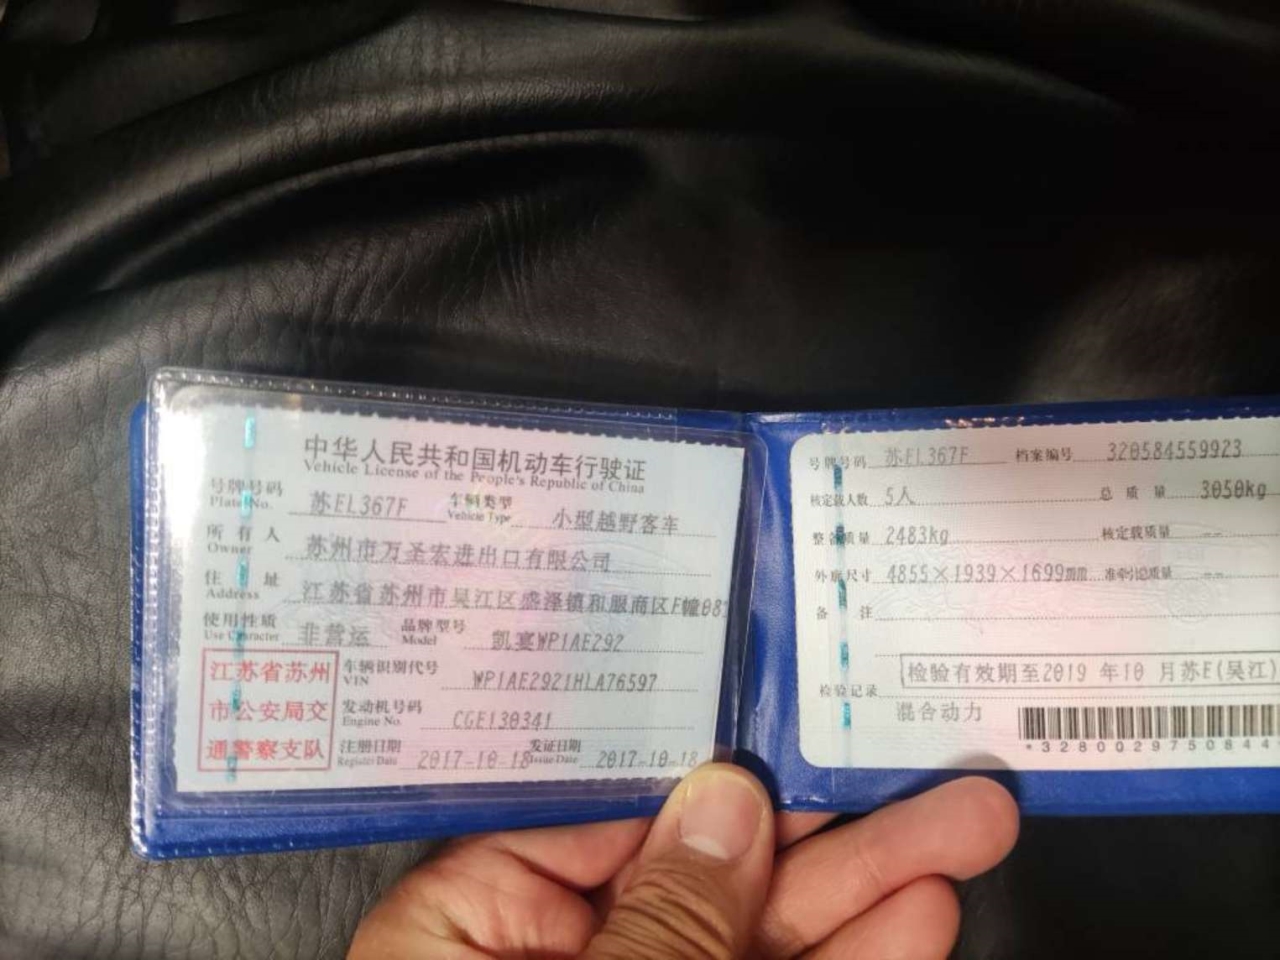 中华人民共和国机动车行驶证
Vehicle License of the People's Republic of China
号牌号码 苏EL367F 车辆类型 小型越野客车
Plate No. Vehicle Type
所有人 苏州市万圣宏进出口有限公司
Owner
住址 江苏省苏州市吴江区盛泽镇和服商区F幢08
Address
使用性质 非营运 品牌型号 凯宴WP1AE292
Use Character Model
江苏省苏州
市公安局交
通警察支队
车辆识别代号 WP1AE2921HLA76597
VIN
发动机号码 CGE130341
Engine No.
注册日期 2017-10-18 发证日期 2017-10-18
Register Date Issue Date
号牌号码 苏EL367F 档案编号 320584559923
核定载人数 5人 总质量 3050kg
整备质量 2483kg 核定载质量 --
外廓尺寸 4855×1939×1699mm 准牵引总质量 --
备注
检验有效期至2019 年10 月苏E(吴江)
检验记录
混合动力
*328002975084